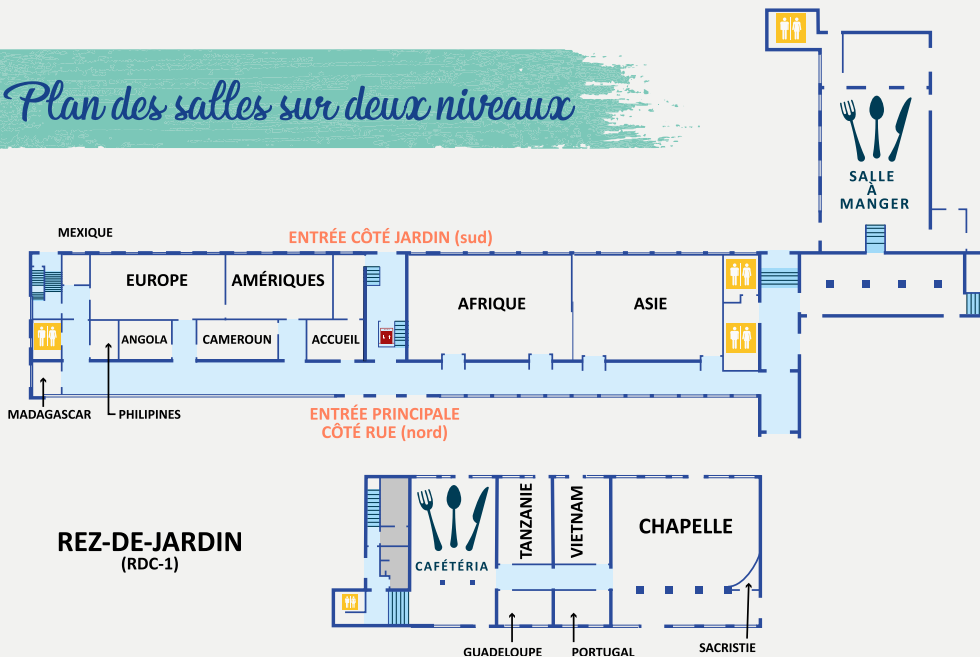 Plan des salles sur deux niveaux
SALLE
À
MANGER
MEXIQUE
ENTRÉE CÔTÉ JARDIN (sud)
EUROPE
AMÉRIQUES
AFRIQUE
ASIE
ANGOLA
CAMEROUN
ACCUEIL
MADAGASCAR
PHILIPINES
ENTRÉE PRINCIPALE
CÔTÉ RUE (nord)
REZ-DE-JARDIN
(RDC-1)
CAFÉTÉRIA
TANZANIE
VIETNAM
CHAPELLE
GUADELOUPE
PORTUGAL
SACRISTIE